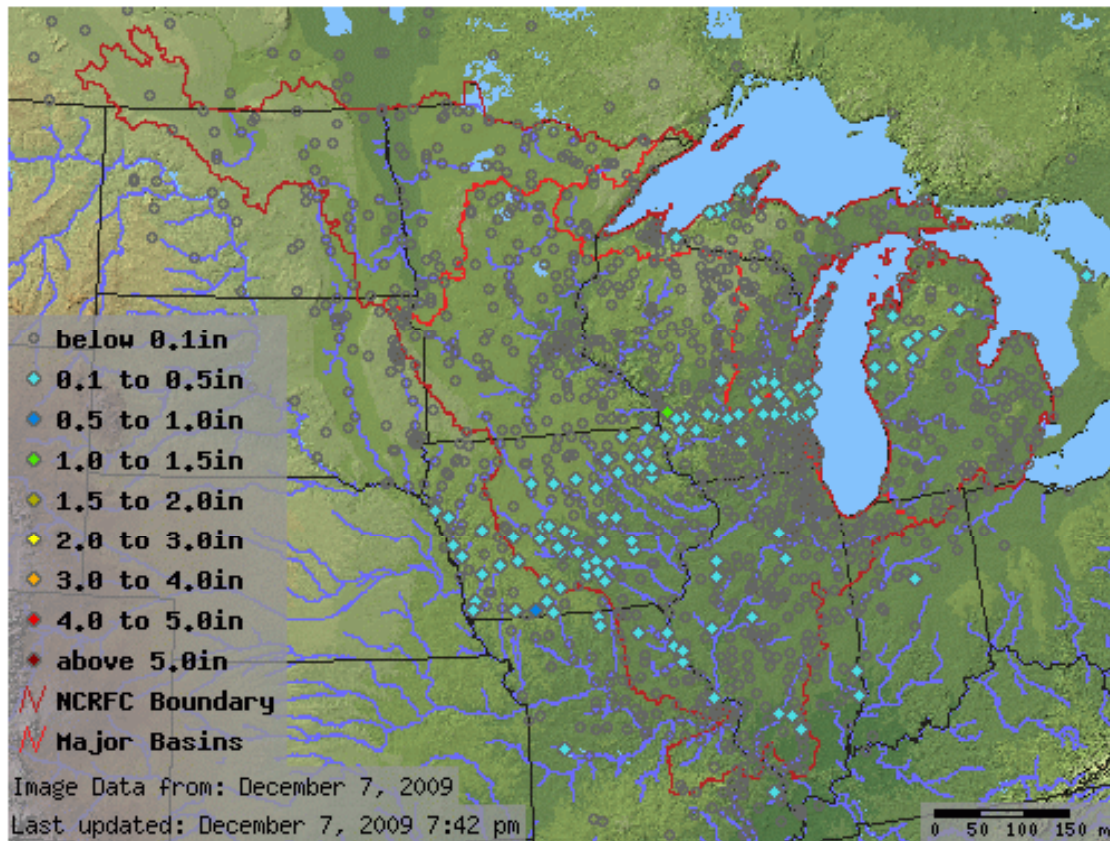 below 0.1in
0.1 to 0.5in
0.5 to 1.0in
1.0 to 1.5in
1.5 to 2.0in
2.0 to 3.0in
3.0 to 4.0in
4.0 to 5.0in
above 5.0in
NCRFC Boundary
Major Basins
Image Data from: December 7, 2009
Last updated: December 7, 2009 7:42 pm
0 50 100 150 m